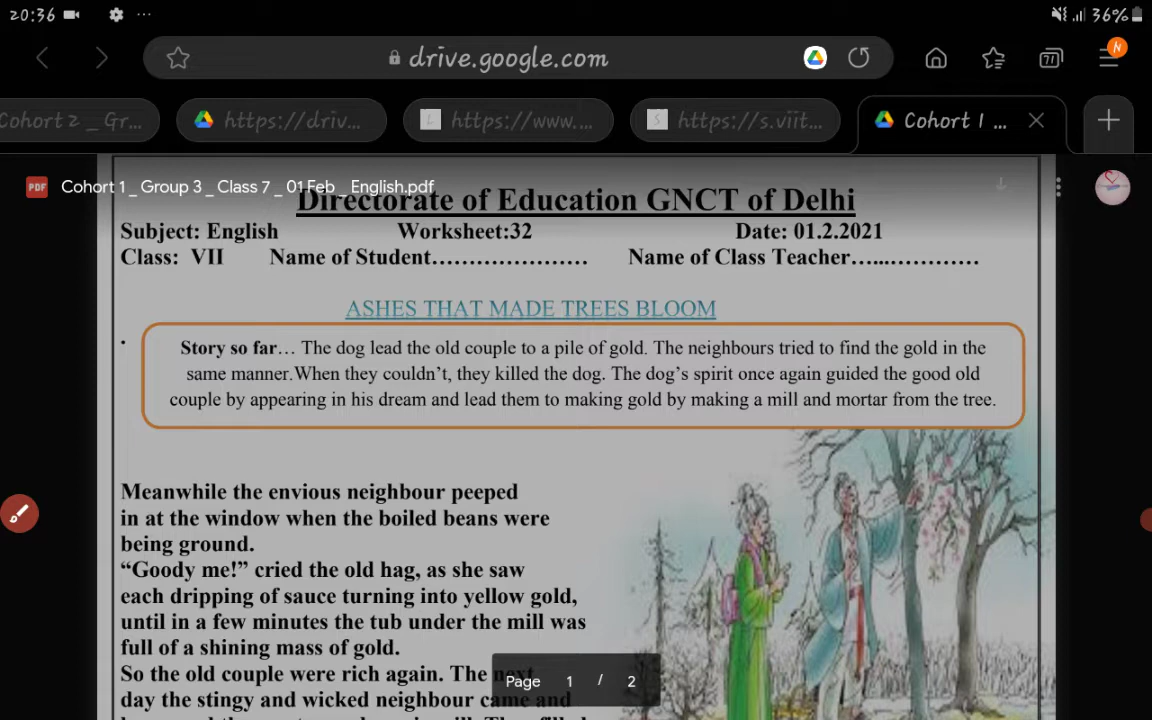 20:36 ... 36%
drive.google.com N 71
Cohort 2 _ Gr... https://driv... L https://www.... S https://s.viit... Cohort 1 ...
PDF Cohort 1 _ Group 3 _ Class 7 _ 01 Feb _ English.pdf
Directorate of Education GNCT of Delhi
Subject: English Worksheet:32 Date: 01.2.2021
Class: VII Name of Student………………… Name of Class Teacher…...…………
ASHES THAT MADE TREES BLOOM
. Story so far… The dog lead the old couple to a pile of gold. The neighbours tried to find the gold in the
same manner.When they couldn’t, they killed the dog. The dog’s spirit once again guided the good old
couple by appearing in his dream and lead them to making gold by making a mill and mortar from the tree.
Meanwhile the envious neighbour peeped
in at the window when the boiled beans were
being ground.
“Goody me!” cried the old hag, as she saw
each dripping of sauce turning into yellow gold,
until in a few minutes the tub under the mill was
full of a shining mass of gold.
So the old couple were rich again. The next
day the stingy and wicked neighbour came and
Page 1 / 2